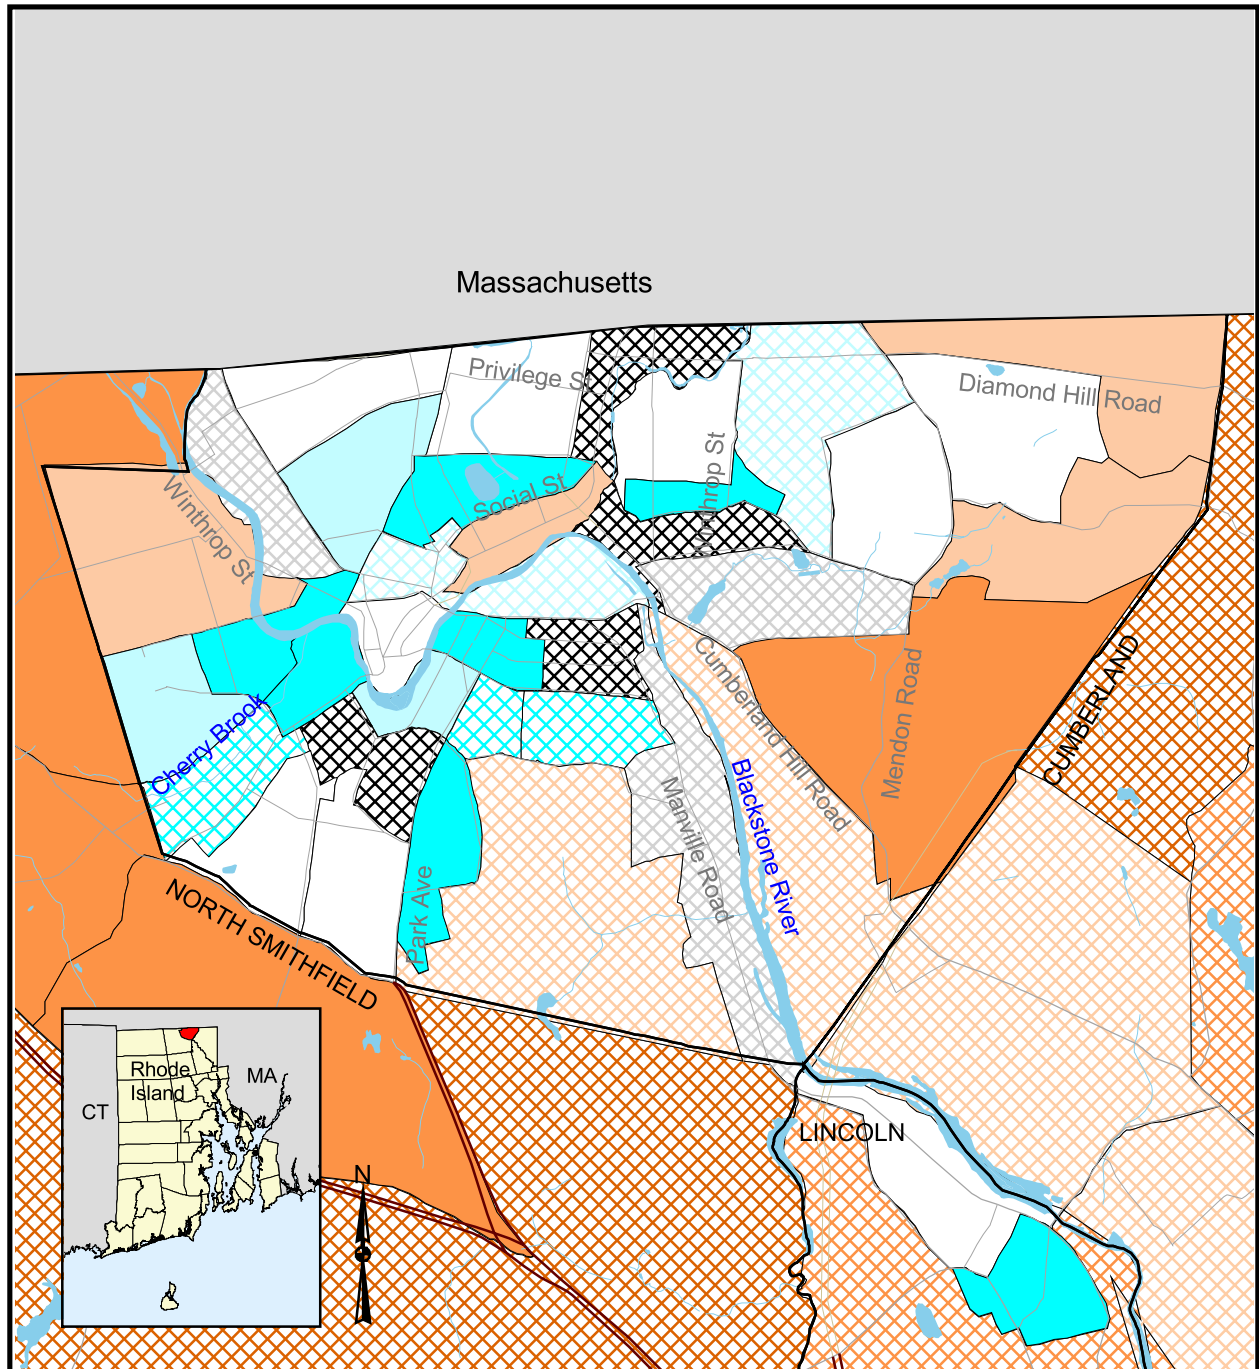 Massachusetts
Privilege St
Diamond Hill Road
Winthrop St
Social St
Winthrop St
CUMBERLAND
Cumberland Hill Road
Mendon Road
Cherry Brook
Blackstone River
Manville Road
Park Ave
NORTH SMITHFIELD
Rhode
Island
MA
CT
N
LINCOLN